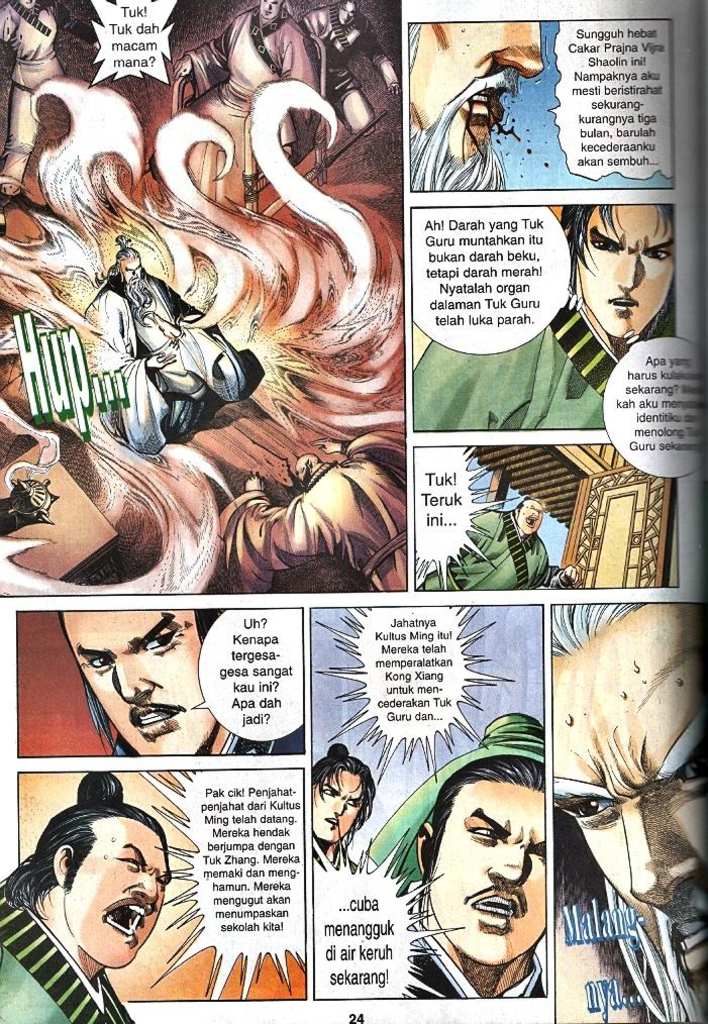 Tuk!
Tuk dah
macam
mana?
Hup...
Sungguh hebat
Cakar Prajna Vijra
Shaolin ini!
Nampaknya aku
mesti beristirahat
sekurang-
kurangnya tiga
bulan, barulah
kecederaanku
akan sembuh...
Ah! Darah yang Tuk
Guru muntahkan itu
bukan darah beku,
tetapi darah merah!
Nyatalah organ
dalaman Tuk Guru
telah luka parah.
Apa yang
harus
sekarang?
kah aku
identitiku
menolong
Guru
Tuk!
Teruk
ini...
Uh?
Kenapa
tergesa-
gesa sangat
kau ini?
Apa dah
jadi?
Pak cik! Penjahat-
penjahat dari Kultus
Ming telah datang.
Mereka hendak
berjumpa dengan
Tuk Zhang. Mereka
memaki dan meng-
hamun. Mereka
mengugut akan
menumpaskan
sekolah kita!
Jahatnya
Kultus Ming itu!
Mereka telah
memperalatkan
Kong Xiang
untuk men-
cederakan Tuk
Guru dan...
...cuba
menangguk
di air keruh
sekarang!
Malang-
nya...
24